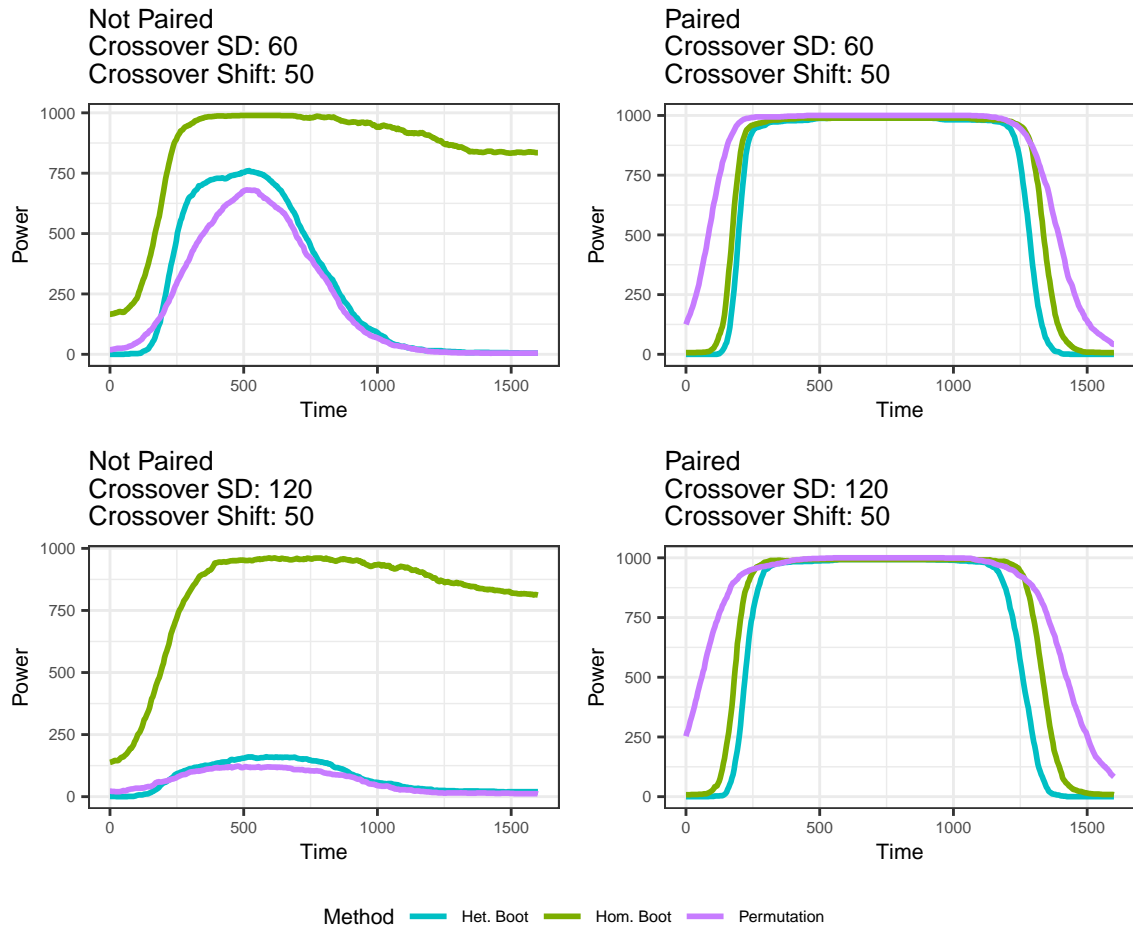 Not Paired
Crossover SD: 60
Crossover Shift: 50
Power
1000
750
500
250
0
0
500
1000
1500
Time
Paired
Crossover SD: 60
Crossover Shift: 50
Power
1000
750
500
250
0
0
500
1000
1500
Time
Not Paired
Crossover SD: 120
Crossover Shift: 50
Power
1000
750
500
250
0
0
500
1000
1500
Time
Paired
Crossover SD: 120
Crossover Shift: 50
Power
1000
750
500
250
0
0
500
1000
1500
Time
Method Het. Boot Hom. Boot Permutation